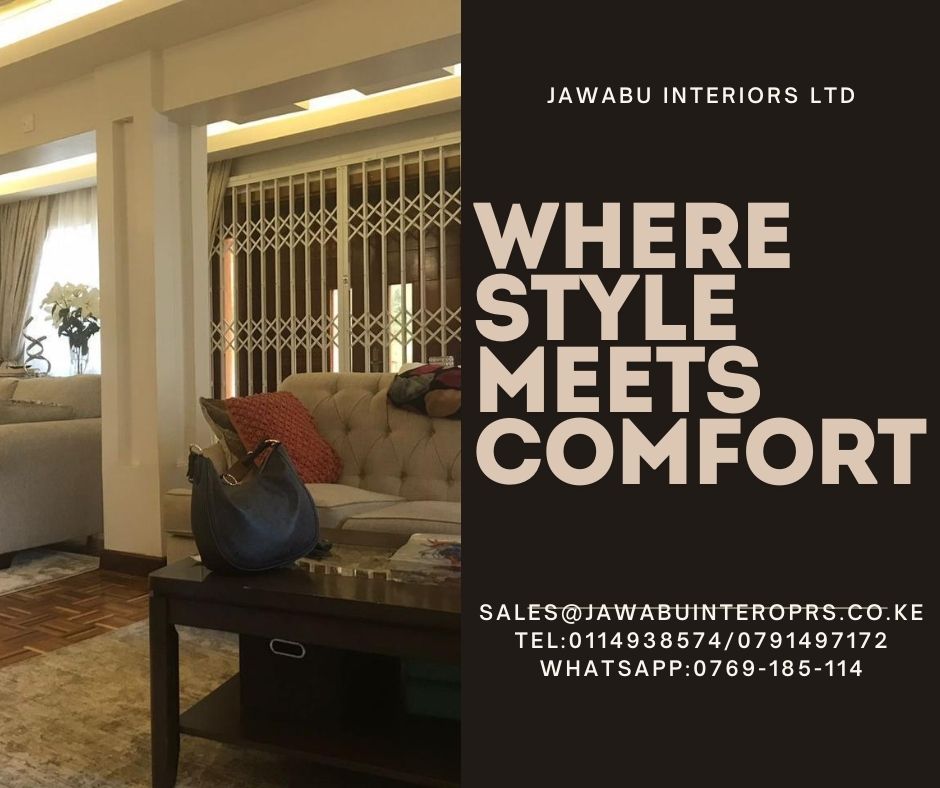 JAWABU INTERIORS LTD
WHERE
STYLE
MEETS
COMFORT
SALES@JAWABUINTEROPRS.CO.KE
TEL:0114938574/0791497172
WHATSAPP:0769-185-114